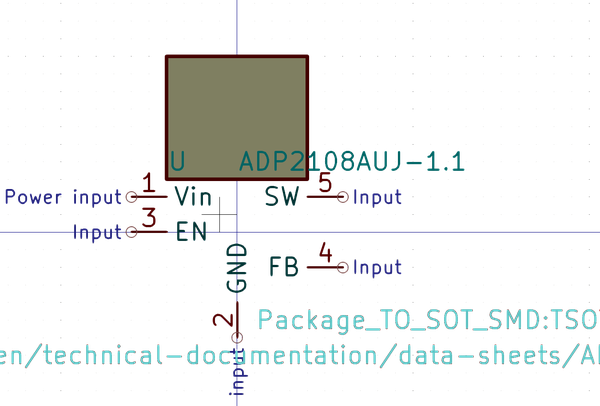 U ADP2108AUJ-1.1
Power input 1 Vin SW 5 Input
Input 3 EN
GND FB 4 Input
2 Package_TO_SOT_SMD:TSO
en/technical-documentation/data-sheets/A
input